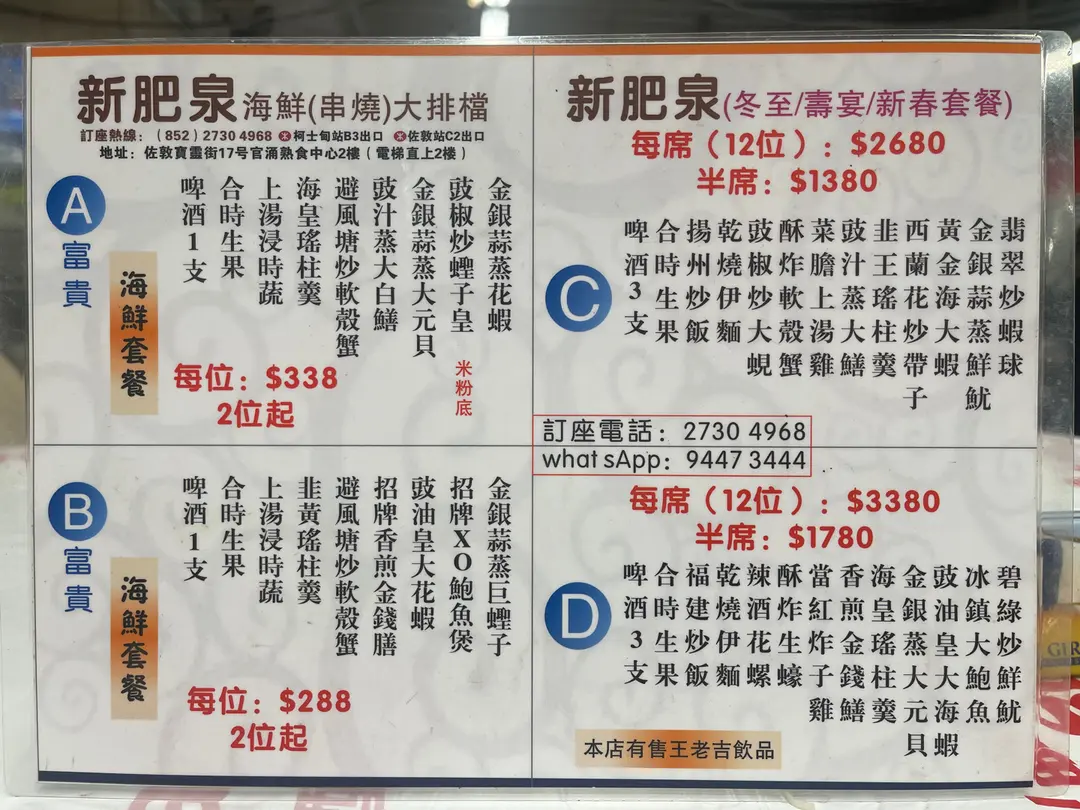 新肥泉海鮮(串燒)大排檔
訂座熱線：（852）2730 4968 柯士甸站B3出口 佐敦站C2出口
地址：佐敦寶靈街17號官涌熟食中心2樓（電梯直上2樓）
A
富貴
海鮮套餐
金銀蒜蒸花蝦
豉椒炒蟶子皇 米粉底
金銀蒜蒸大元貝
豉汁蒸大白鱔
避風塘炒軟殼蟹
海皇瑤柱羹
上湯浸時蔬
合時生果
啤酒1支
每位：$338
2位起
B
富貴
海鮮套餐
金銀蒜蒸巨蟶子
招牌XO鮑魚煲
豉油皇大花蝦
招牌香煎金錢膳
避風塘炒軟殼蟹
韭黃瑤柱羹
上湯浸時蔬
合時生果
啤酒1支
每位：$288
2位起
新肥泉(冬至/壽宴/新春套餐)
每席（12位）：$2680
半席：$1380
C
翡翠炒蝦球
金銀蒜蒸鮮魷
黃金海大蝦
西蘭花炒帶子
韭王瑤柱羹
豉汁蒸大鱔
菜膽上湯雞
酥炸軟殼蟹
豉椒炒大蜆
乾燒伊麵
揚州炒飯
合時生果
啤酒3支
訂座電話：2730 4968
whatsApp：9447 3444
每席（12位）：$3380
半席：$1780
D
碧綠炒鮮魷
冰鎮大鮑魚
豉油皇大海蝦
金銀蒜蒸大元貝
海皇瑤柱羹
香煎金錢鱔
當紅炸子雞
酥炸生蠔
辣酒花螺
乾燒伊麵
福建炒飯
合時生果
啤酒3支
本店有售王老吉飲品